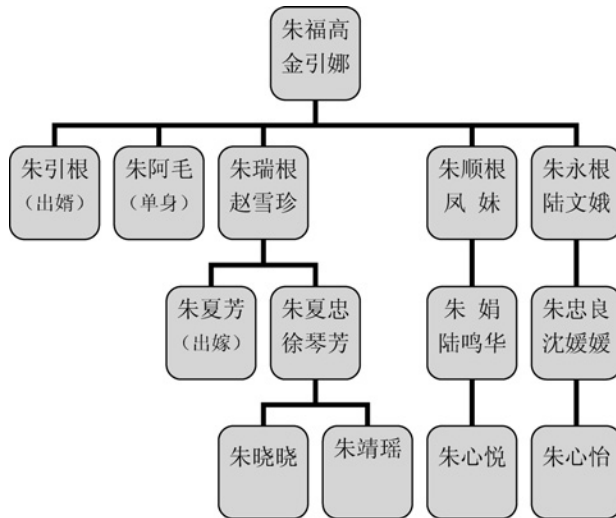 朱福高
金引娜
朱引根
（出婿）
朱阿毛
（单身）
朱瑞根
赵雪珍
朱顺根
凤 妹
朱永根
陆文娥
朱夏芳
（出嫁）
朱夏忠
徐琴芳
朱 娟
陆鸣华
朱忠良
沈媛媛
朱晓晓
朱靖瑶
朱心悦
朱心怡